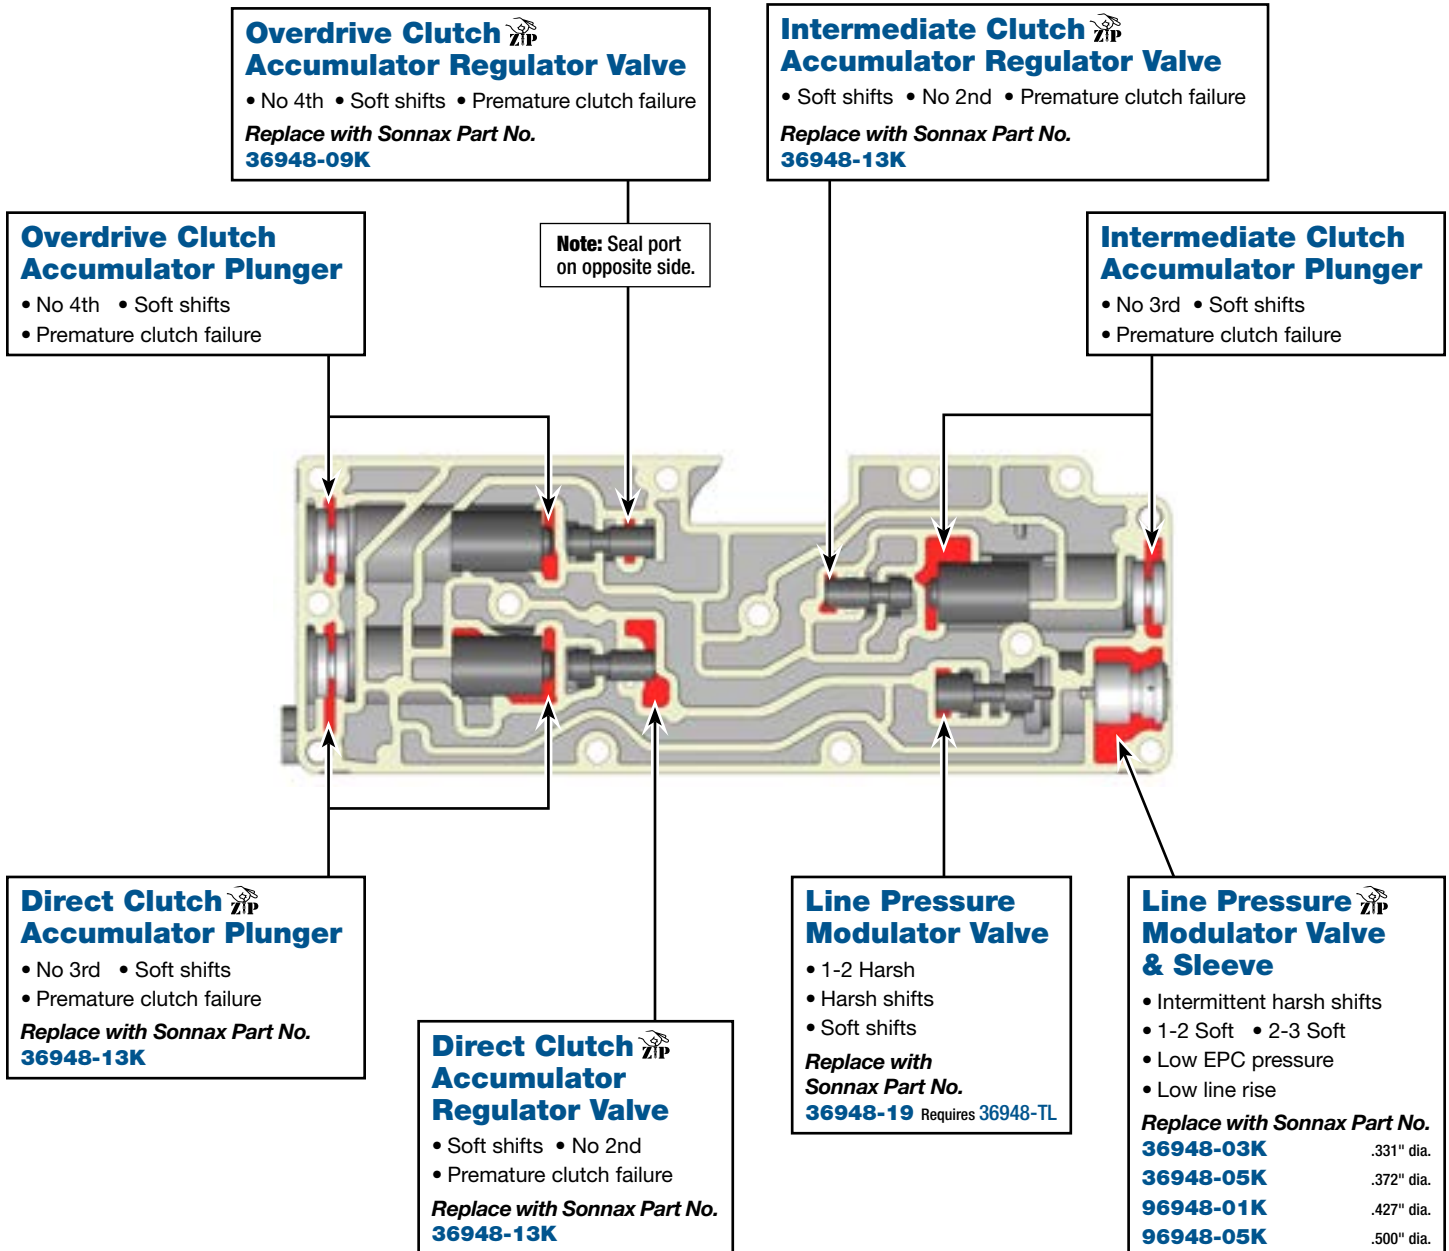 Overdrive Clutch ZIP
Accumulator Regulator Valve
• No 4th • Soft shifts • Premature clutch failure
Replace with Sonnax Part No.
36948-09K
Intermediate Clutch ZIP
Accumulator Regulator Valve
• Soft shifts • No 2nd • Premature clutch failure
Replace with Sonnax Part No.
36948-13K
Overdrive Clutch
Accumulator Plunger
• No 4th • Soft shifts
• Premature clutch failure
Note: Seal port
on opposite side.
Intermediate Clutch
Accumulator Plunger
• No 3rd • Soft shifts
• Premature clutch failure
Direct Clutch ZIP
Accumulator Plunger
• No 3rd • Soft shifts
• Premature clutch failure
Replace with Sonnax Part No.
36948-13K
Direct Clutch ZIP
Accumulator
Regulator Valve
• Soft shifts • No 2nd
• Premature clutch failure
Replace with Sonnax Part No.
36948-13K
Line Pressure
Modulator Valve
• 1-2 Harsh
• Harsh shifts
• Soft shifts
Replace with
Sonnax Part No.
36948-19 Requires 36948-TL
Line Pressure ZIP
Modulator Valve
& Sleeve
• Intermittent harsh shifts
• 1-2 Soft • 2-3 Soft
• Low EPC pressure
• Low line rise
Replace with Sonnax Part No.
36948-03K .331" dia.
36948-05K .372" dia.
96948-01K .427" dia.
96948-05K .500" dia.